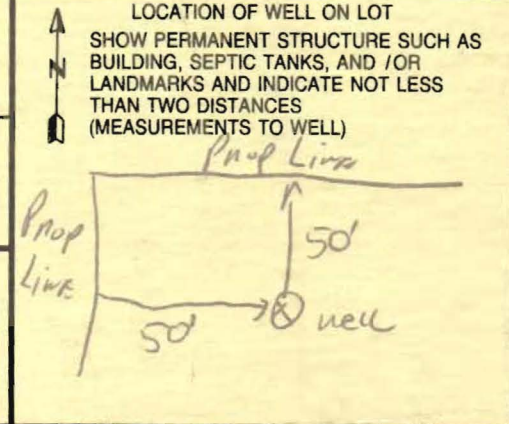 LOCATION OF WELL ON LOT
SHOW PERMANENT STRUCTURE SUCH AS
N
BUILDING, SEPTIC TANKS, AND /OR
LANDMARKS AND INDICATE NOT LESS
THAN TWO DISTANCES
(MEASUREMENTS TO WELL)
Prop Line
Prop
Line
50'
50'
well